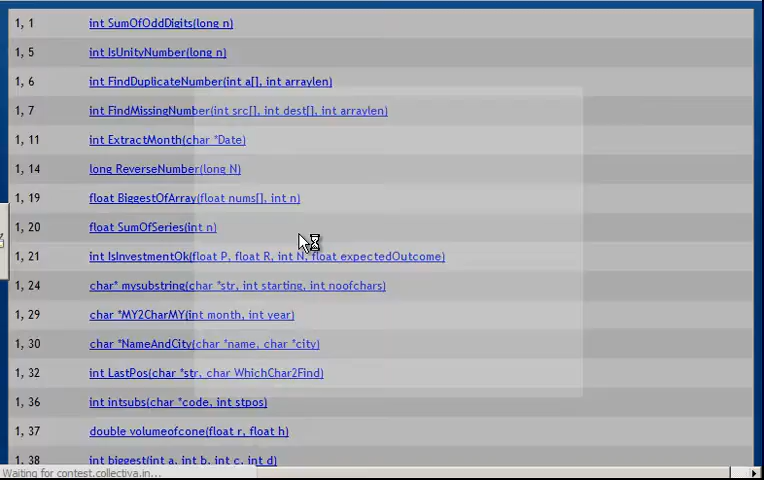 1, 1 int SumOfOddDigits(long n)
1, 5 int IsUnityNumber(long n)
1, 6 int FindDuplicateNumber(int a[], int arraylen)
1, 7 int FindMissingNumber(int src[], int dest[], int arraylen)
1, 11 int ExtractMonth(char *Date)
1, 14 long ReverseNumber(long N)
1, 19 float BiggestOfArray(float nums[], int n)
1, 20 float SumOfSeries(int n)
1, 21 int IsInvestmentOk(float P, float R, int N, float expectedOutcome)
1, 24 char* mysubstring(char *str, int starting, int noofchars)
1, 29 char *MY2CharMY(int month, int year)
1, 30 char *NameAndCity(char *name, char *city)
1, 32 int LastPos(char *str, char WhichChar2Find)
1, 36 int intsubs(char *code, int stpos)
1, 37 double volumeofcone(float r, float h)
1, 38 int biggest(int a, int b, int c, int d)
Waiting for contest.collectiva.in...